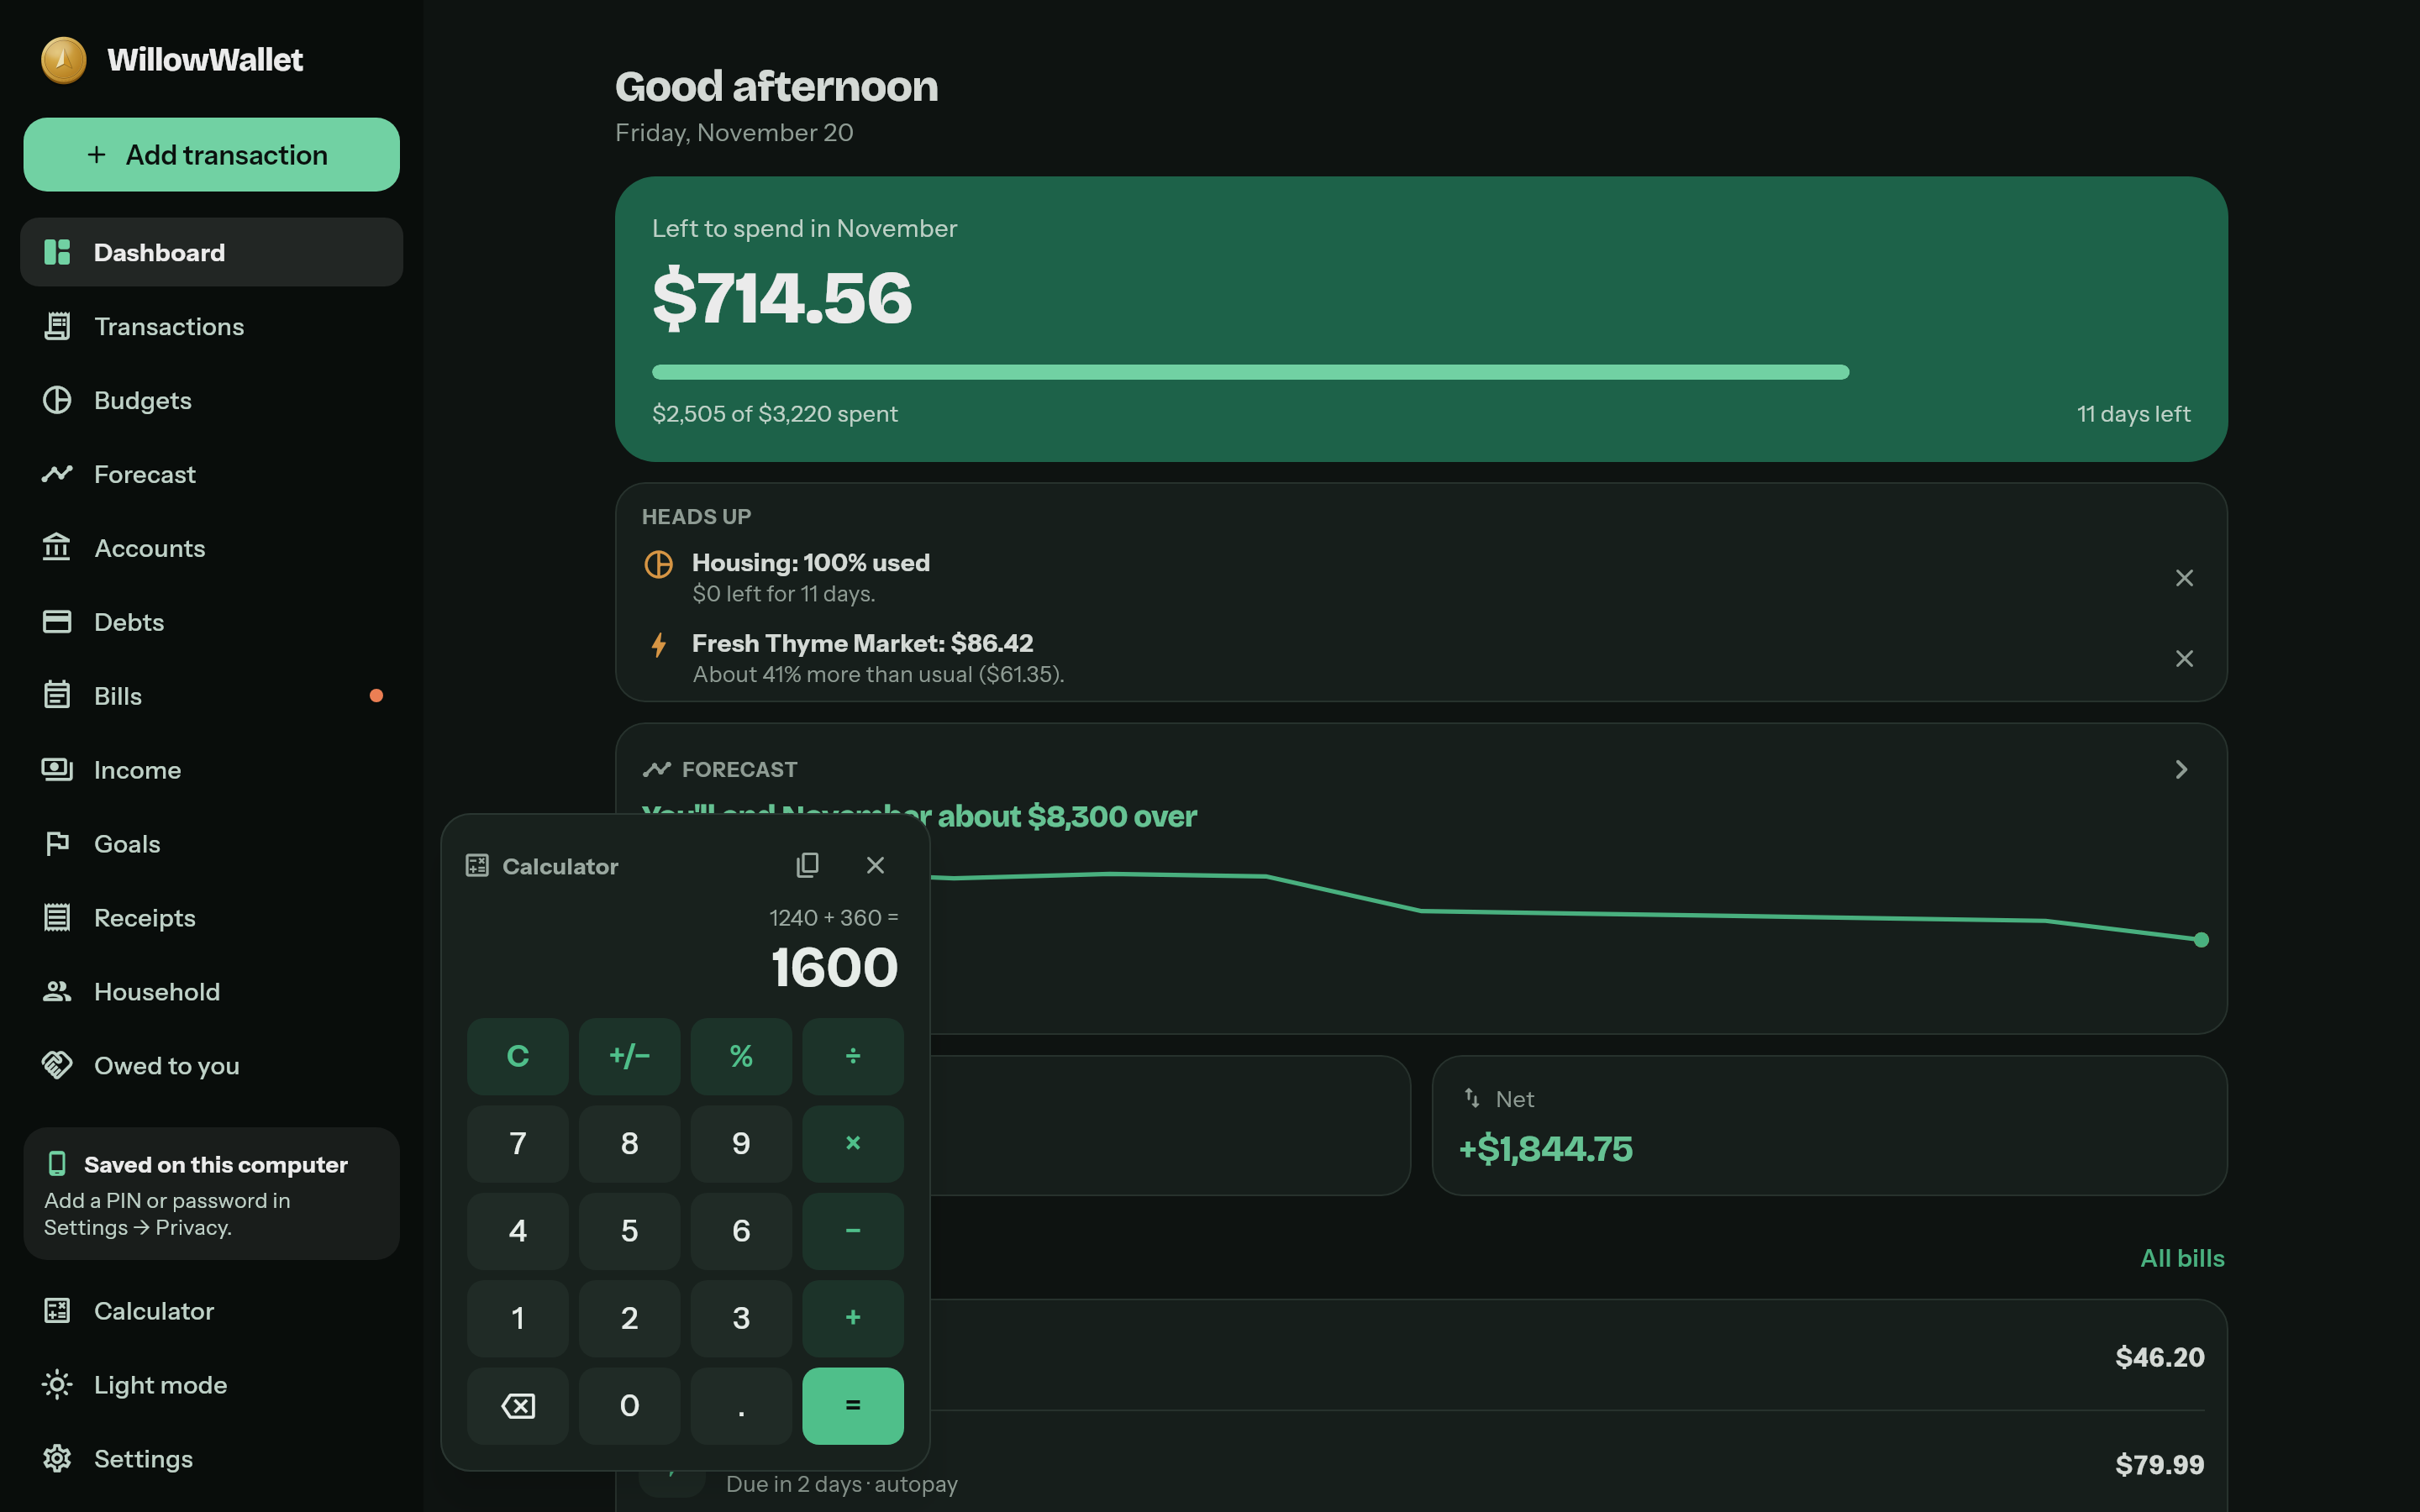 WillowWallet
Add transaction
Dashboard
Transactions
Budgets
Forecast
Accounts
Debts
Bills
Income
Goals
Receipts
Household
Owed to you
Saved on this computer
Add a PIN or password in
Settings → Privacy.
Calculator
Light mode
Settings
Good afternoon
Friday, November 20
Left to spend in November
$714.56
$2,505 of $3,220 spent
11 days left
HEADS UP
Housing: 100% used
$0 left for 11 days.
Fresh Thyme Market: $86.42
About 41% more than usual ($61.35).
FORECAST
You'll end November about $8,300 over
Calculator
1240 + 360 =
1600
C +/− % ÷
7 8 9 ×
4 5 6 −
1 2 3 +
0 . =
Net
+$1,844.75
All bills
$46.20
$79.99
Due in 2 days · autopay